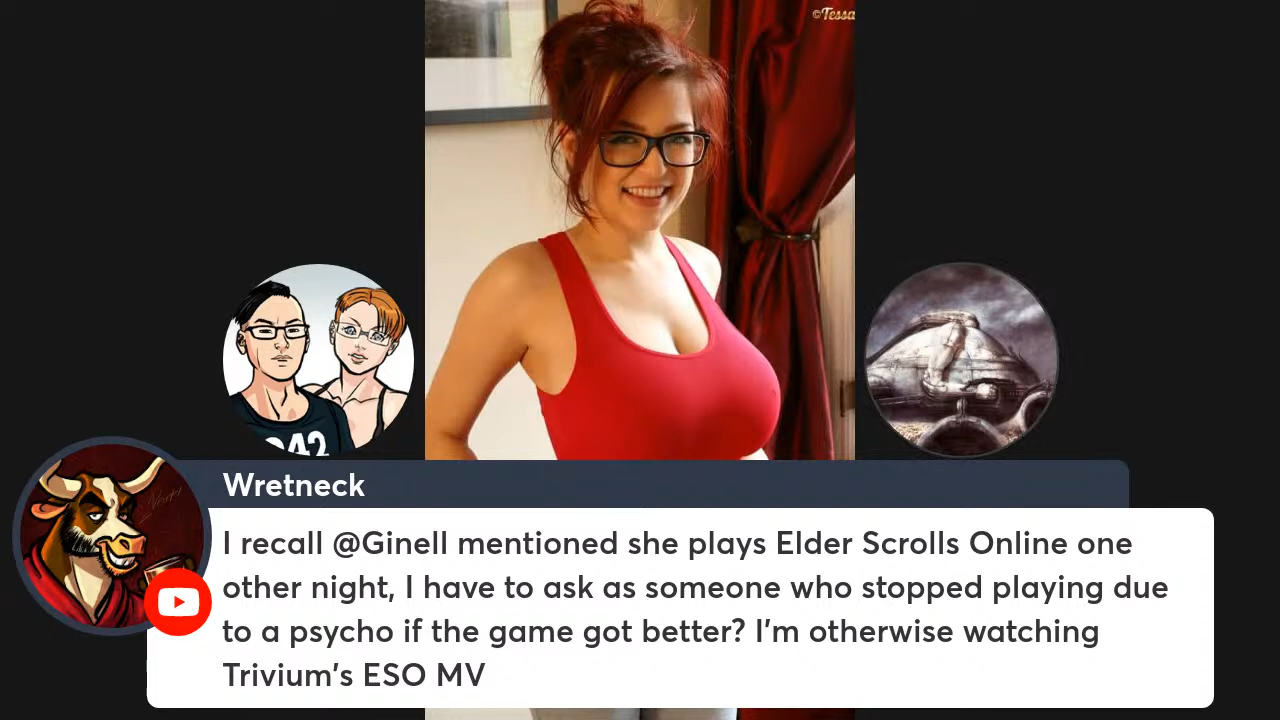 ©Tessa
242
Wretneck
I recall @Ginell mentioned she plays Elder Scrolls Online one
other night, I have to ask as someone who stopped playing due
to a psycho if the game got better? I'm otherwise watching
Trivium's ESO MV